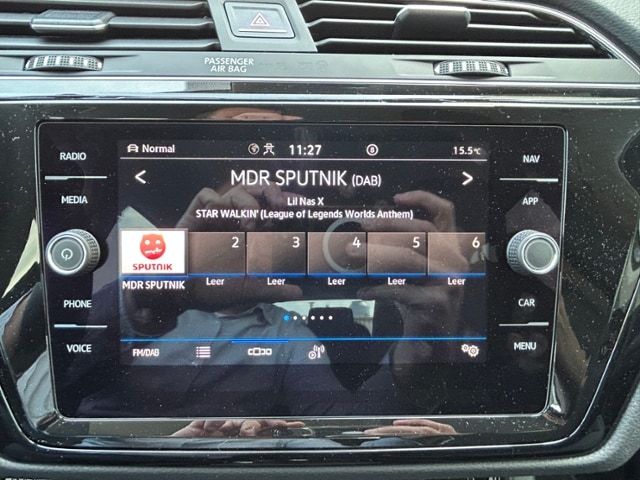 PASSENGER
AIR BAG
RADIO
MEDIA
PHONE
VOICE
Normal
11:27
8
15.5°C
< MDR SPUTNIK (DAB) >
Lil Nas X
STAR WALKIN' (League of Legends Worlds Anthem)
SPUTNIK
2 3 4 5 6
MDR SPUTNIK Leer Leer Leer Leer Leer
FM/DAB
NAV
APP
CAR
MENU